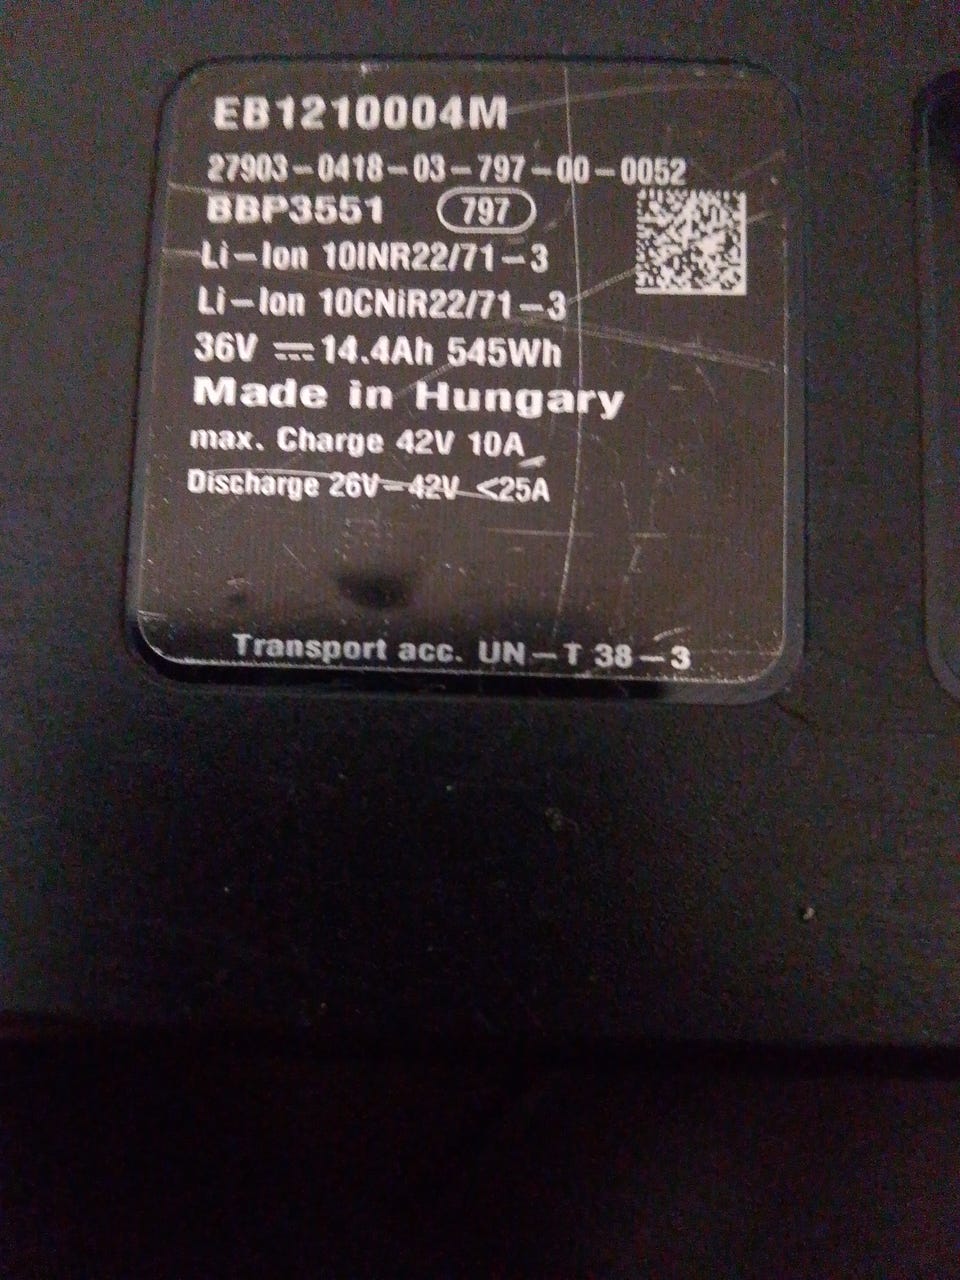 EB1210004M
27903-0418-03-797-00-0052
BBP3551 797
Li-Ion 10INR22/71-3
Li-Ion 10CNiR22/71-3
36V ⎓ 14.4Ah 545Wh
Made in Hungary
max. Charge 42V 10A
Discharge 26V-42V <25A
Transport acc. UN-T 38-3